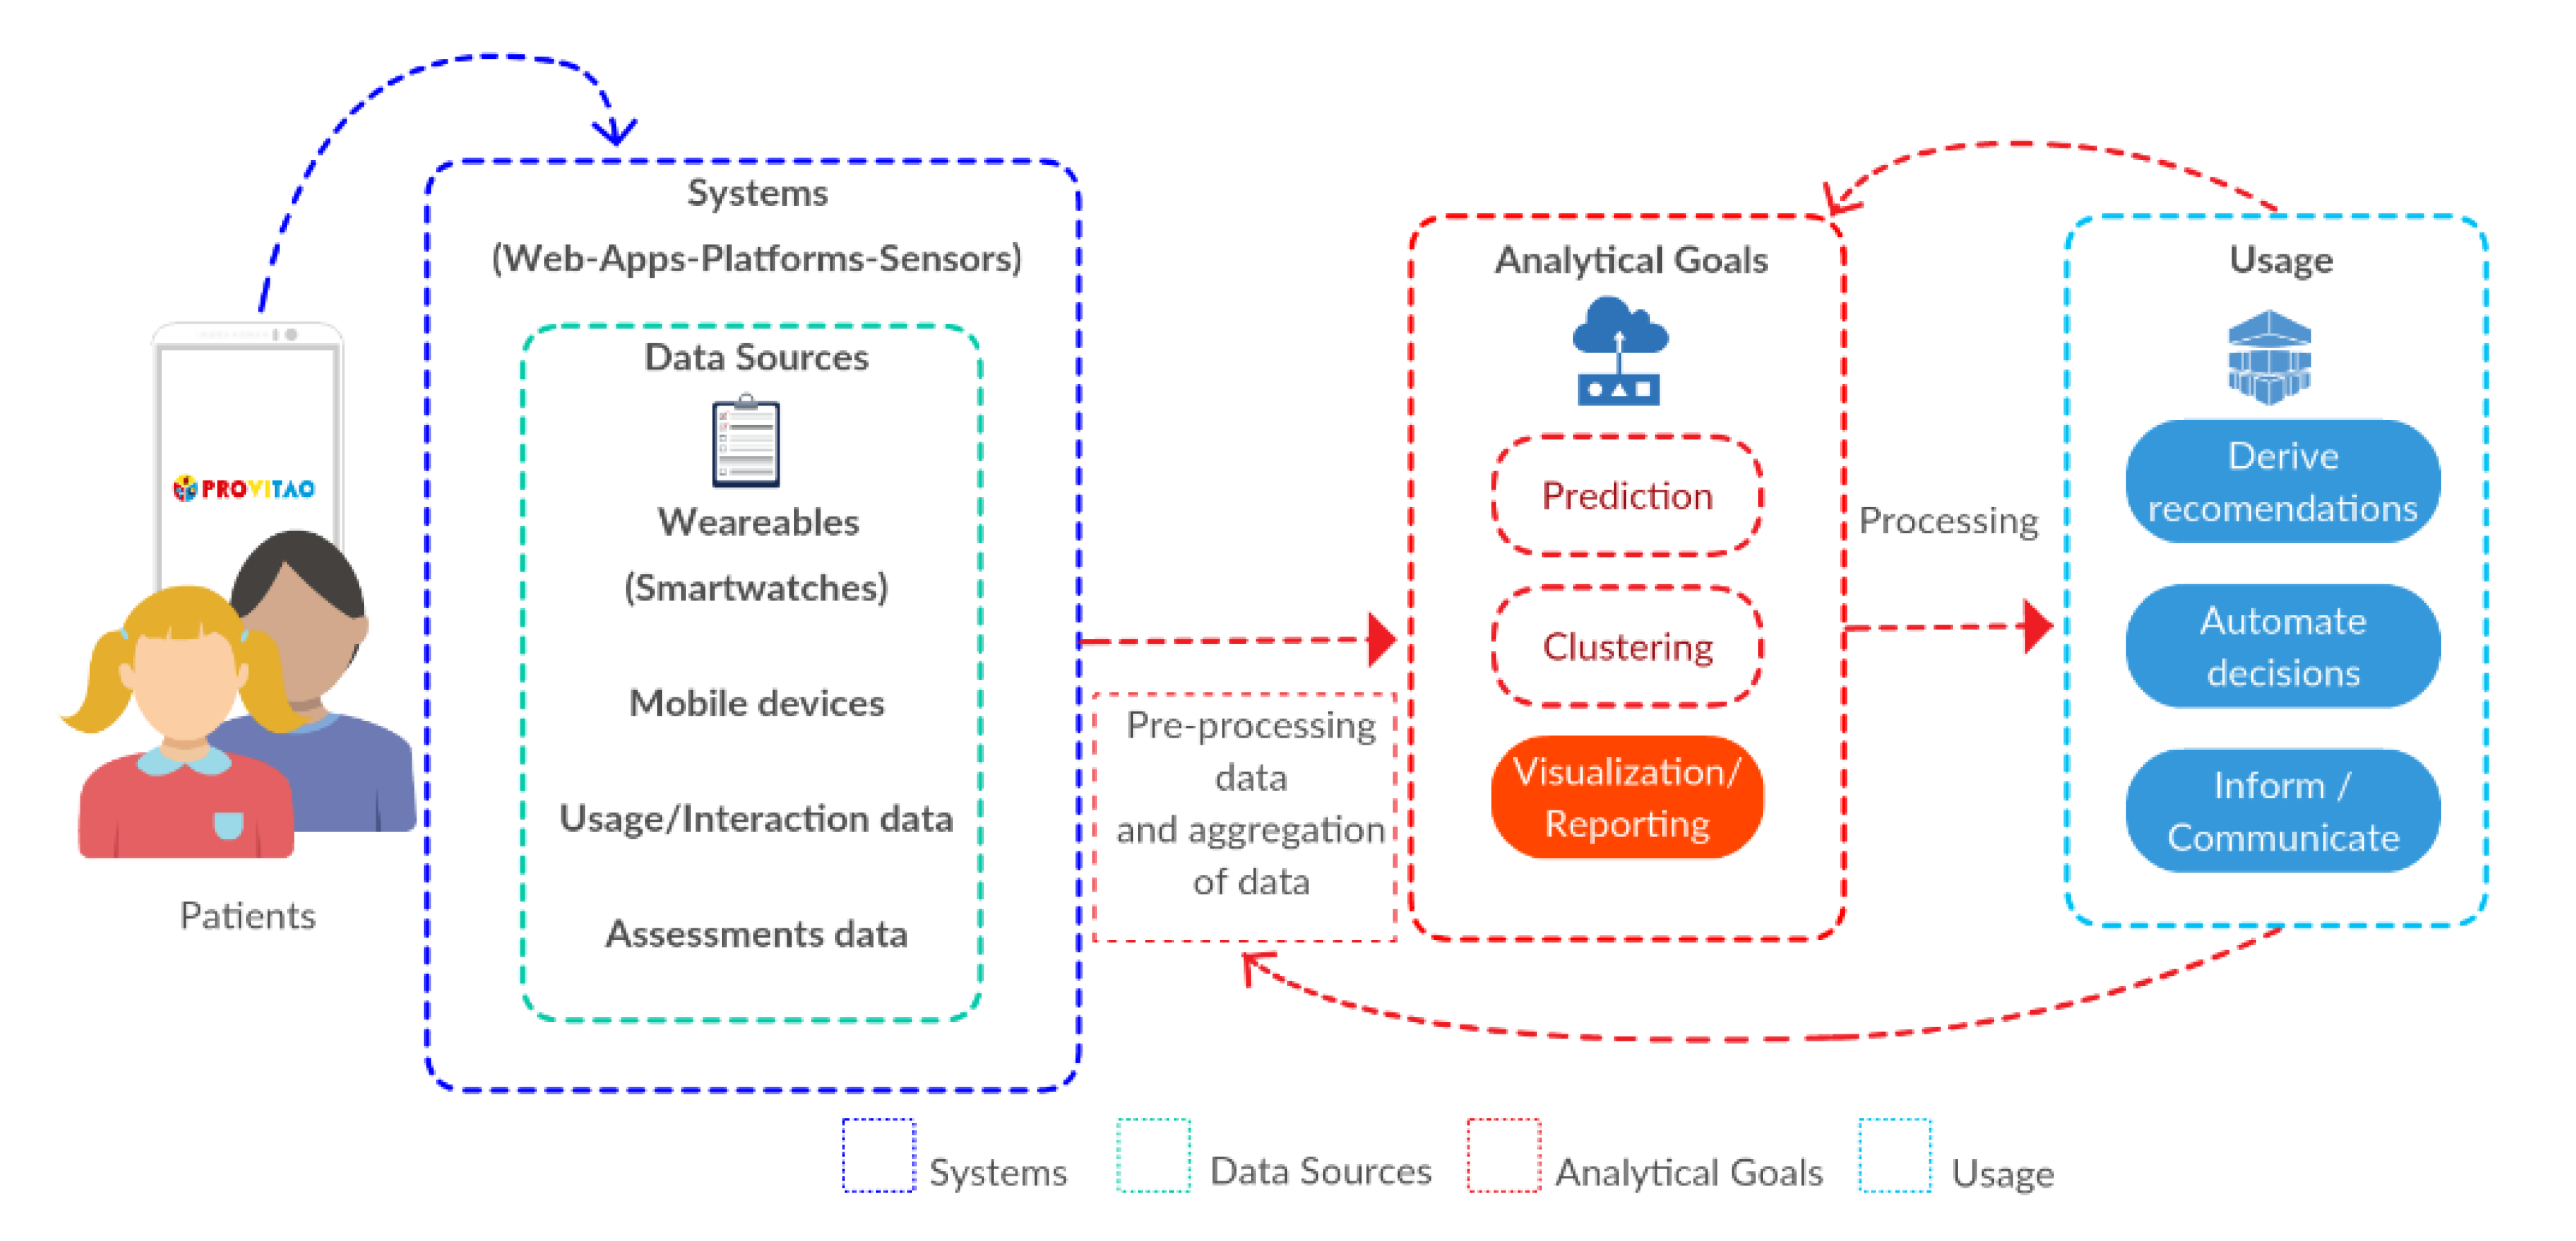 PROVITAO
Patients
Systems
(Web-Apps-Platforms-Sensors)
Data Sources
Weareables
(Smartwatches)
Mobile devices
Usage/Interaction data
Assessments data
Pre-processing
data
and aggregation
of data
Analytical Goals
Prediction
Clustering
Visualization/
Reporting
Processing
Usage
Derive
recomendations
Automate
decisions
Inform /
Communicate
Systems
Data Sources
Analytical Goals
Usage